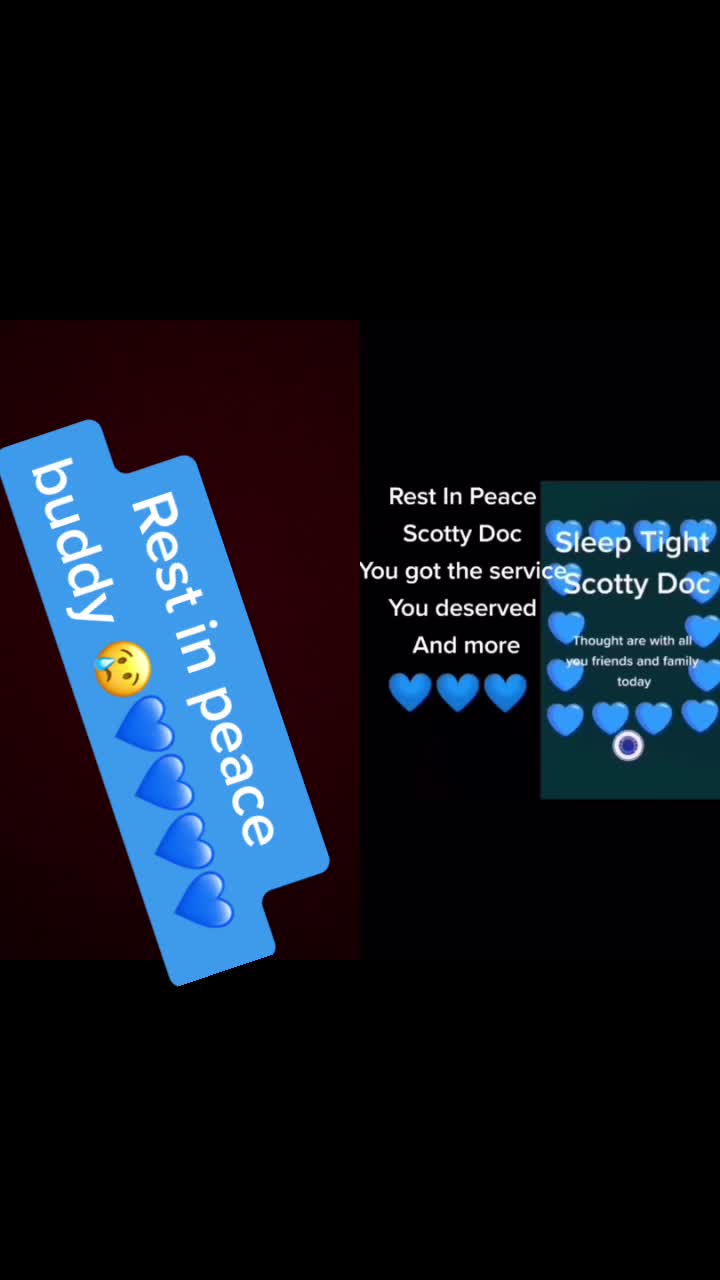 Rest in peace
buddy 😢💙💙💙💙
Rest In Peace
Scotty Doc
You got the service
You deserved
And more
💙💙💙
Sleep Tight
Scotty Doc
Thought are with all
you friends and family
today